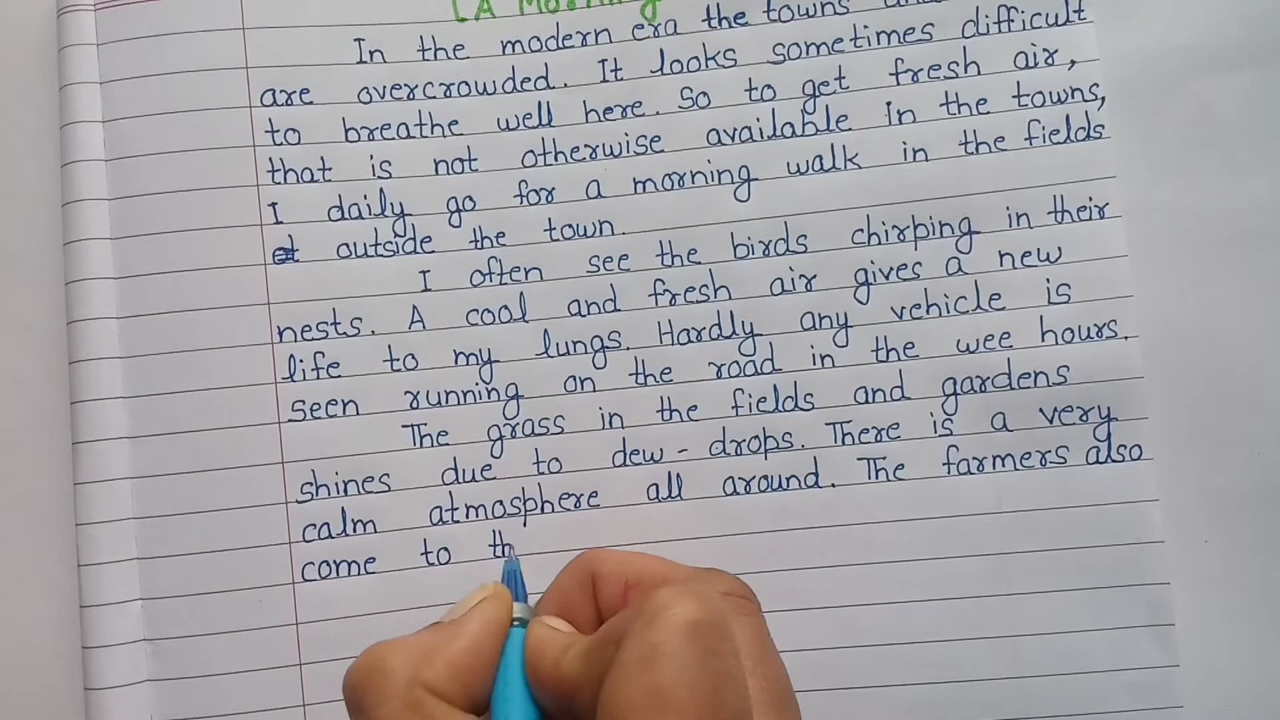 [A Morning
In the modern era the towns
are overcrowded. It looks sometimes difficult
to breathe well here. So to get fresh air,
that is not otherwise available in the towns,
I daily go for a morning walk in the fields
outside the town.
I often see the birds chirping in their
nests. A cool and fresh air gives a new
life to my lungs. Hardly any vehicle is
seen running on the road in the wee hours.
The grass in the fields and gardens
shines due to dew-drops. There is a very
calm atmosphere all around. The farmers also
come to th